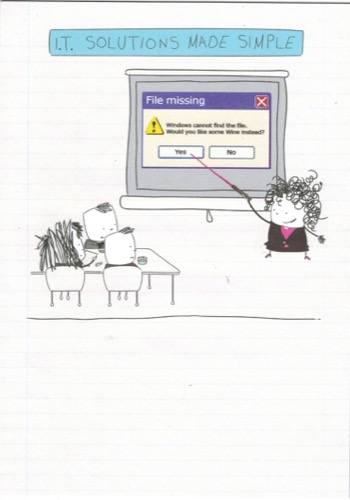 I.T. SOLUTIONS MADE SIMPLE
File missing
Windows cannot find the file.
Would you like some Wine instead?
Yes No